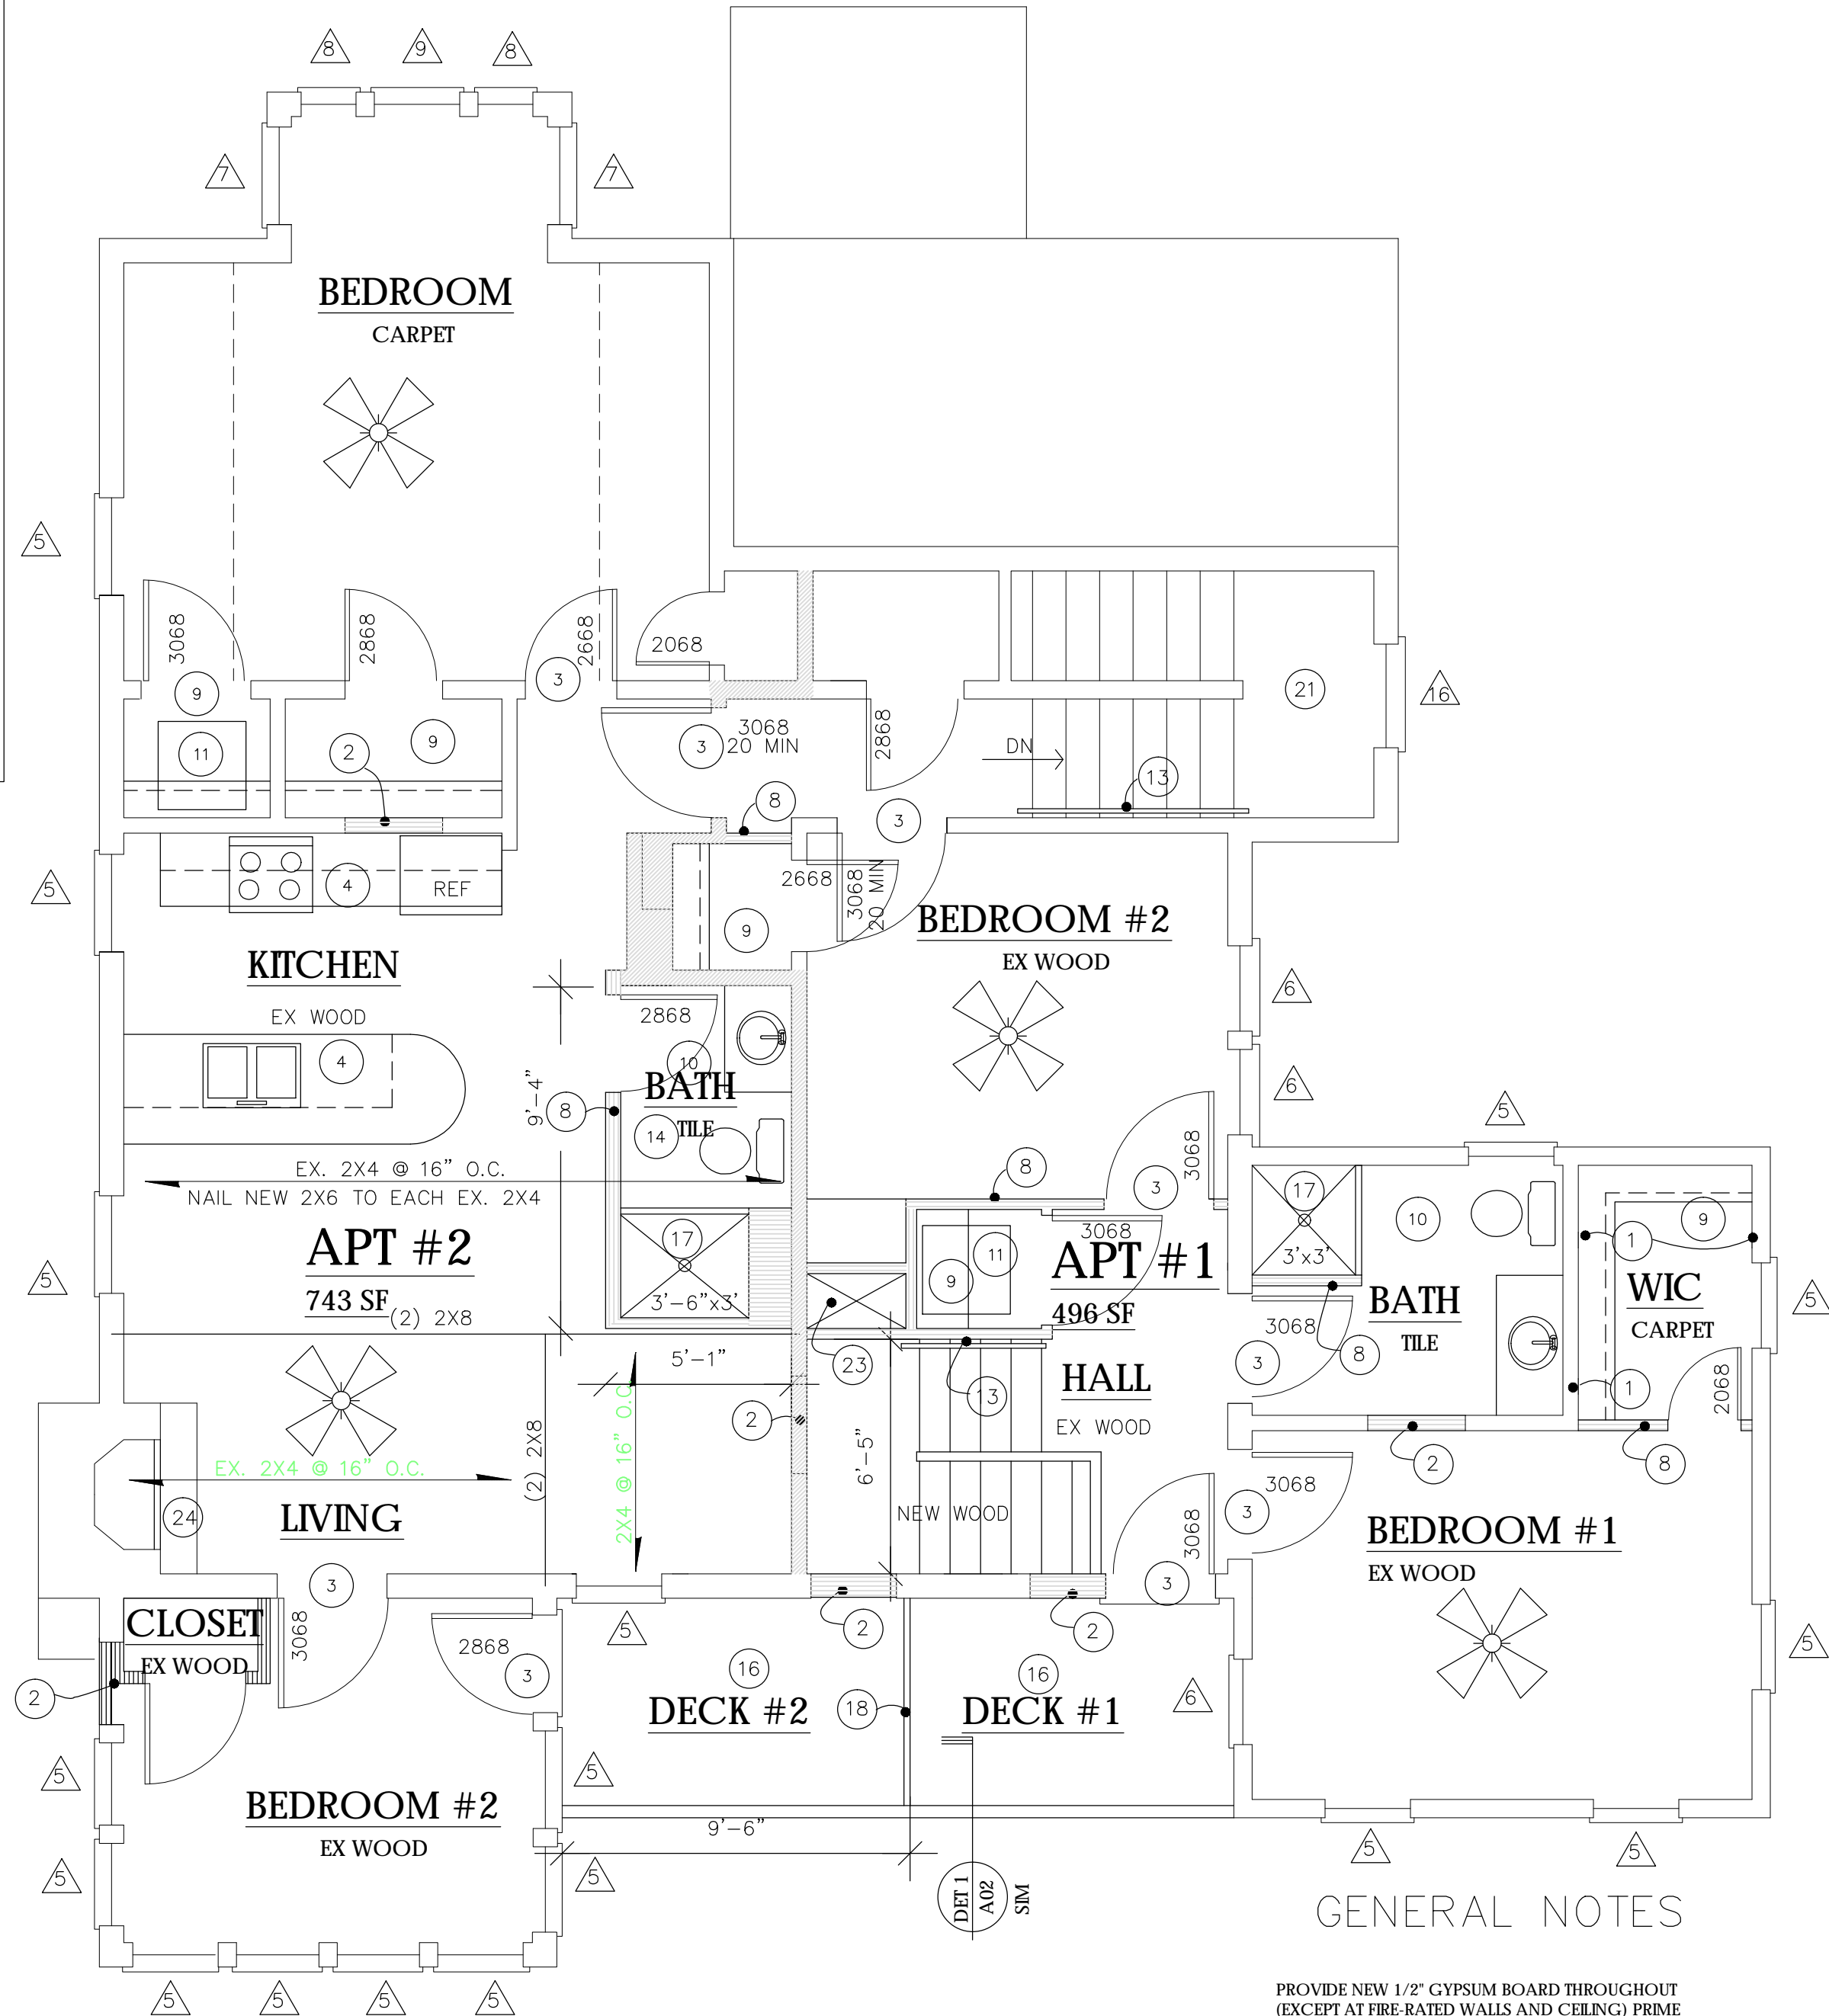 8
9
8
7
7
BEDROOM
CARPET
5
3068
2868
2668
2068
9
3
21
16
11
2
9
3
3068
20 MIN
2868
DN
13
8
3
5
4
REF
2668
3068
20 MIN
9
BEDROOM #2
EX WOOD
KITCHEN
EX WOOD
6
2868
4
10
BATH
TILE
9'-4"
8
14
6
5
EX. 2X4 @ 16" O.C.
NAIL NEW 2X6 TO EACH EX. 2X4
8
3
3068
17
10
9
APT #2
743 SF
(2) 2X8
17
3'-6"x3'
3068
11
9
APT #1
496 SF
3'x3'
1
BATH
TILE
WIC
CARPET
5
5
3068
3
8
1
2068
5'-1"
23
13
HALL
EX WOOD
2
6'-5"
2X4 @ 16" O.C.
(2) 2X8
EX. 2X4 @ 16" O.C.
24
LIVING
NEW WOOD
3068
3
3068
2
8
BEDROOM #1
EX WOOD
3
3
CLOSET
EX WOOD
3068
2868
3
5
2
2
2
16
DECK #2
18
16
DECK #1
6
5
5
5
BEDROOM #2
EX WOOD
9'-6"
5
5
5
5
DET 1
A02
SIM
5
5
5
5
GENERAL NOTES
PROVIDE NEW 1/2" GYPSUM BOARD THROUGHOUT
(EXCEPT AT FIRE-RATED WALLS AND CEILING) PRIME